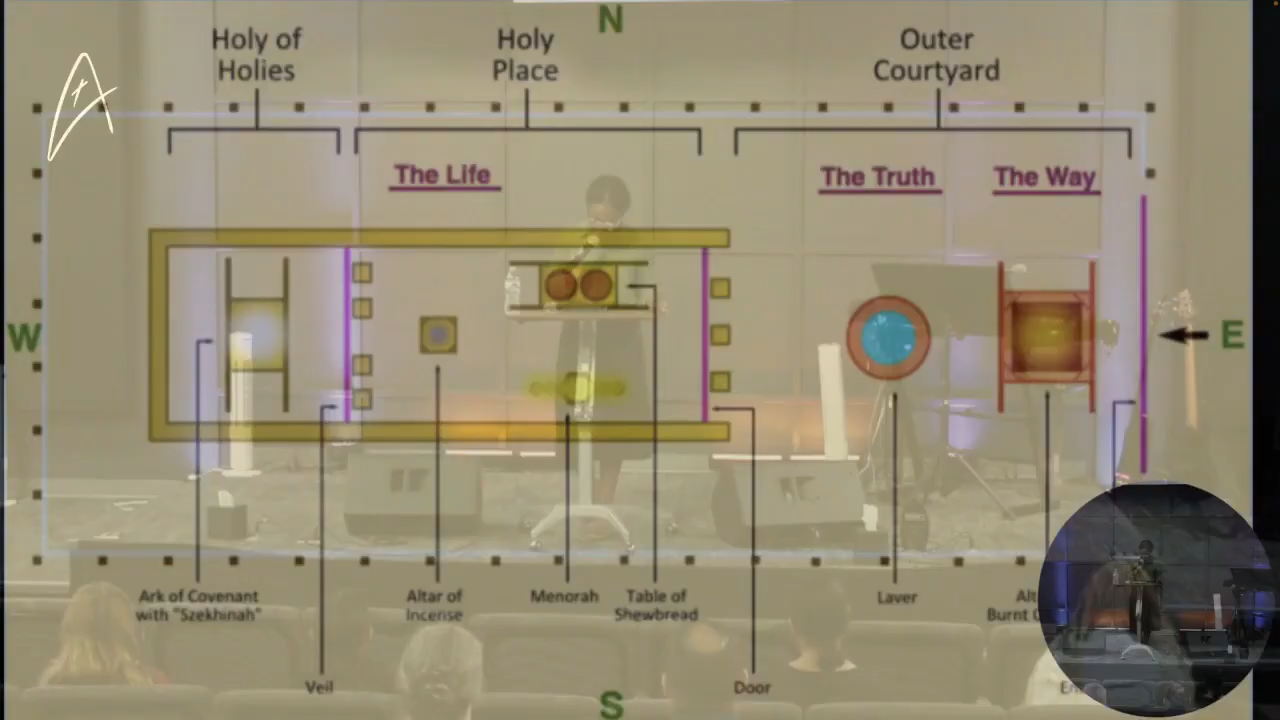 N
Holy of
Holies
Holy
Place
Outer
Courtyard
The Life
The Truth
The Way
W
E
Ark of Covenant
with "Szekhinah"
Altar of
Incense
Menorah
Table of
Shewbread
Laver
Veil
Door
S